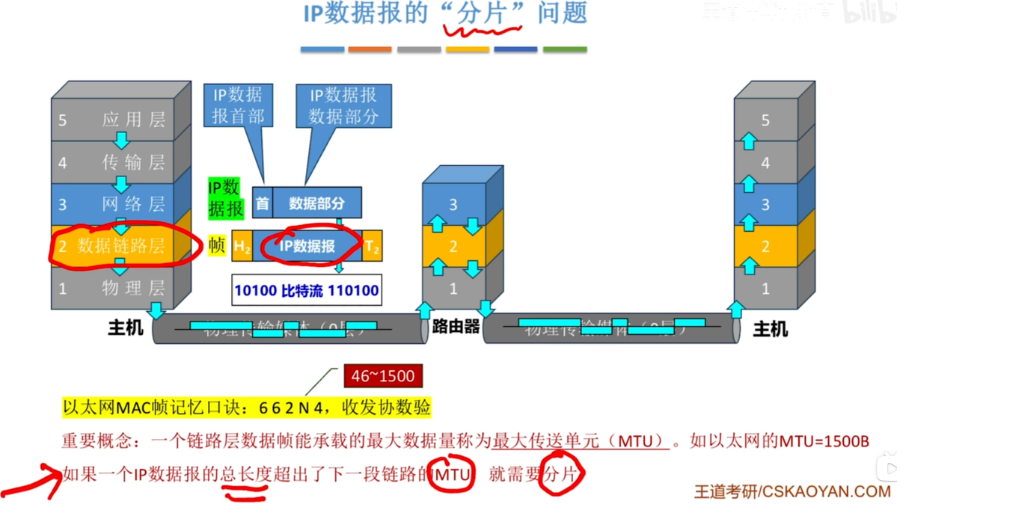 IP数据报的“分片”问题
bilibili
IP数据
报首部
IP数据报
数据部分
5 应用层
4 传输层
3 网络层
2 数据链路层
1 物理层
IP数
据报
首 数据部分
帧 H₂ IP数据报 T₂
10100 比特流 110100
3
2
1
5
4
3
2
1
主机
物理传输媒体（0层）
路由器
物理传输媒体（0层）
主机
46~1500
以太网MAC帧记忆口诀：6 6 2 N 4，收发协数验
重要概念：一个链路层数据帧能承载的最大数据量称为最大传送单元（MTU）。如以太网的MTU=1500B
如果一个IP数据报的总长度超出了下一段链路的MTU 就需要分片
王道考研/CSKAOYAN.COM